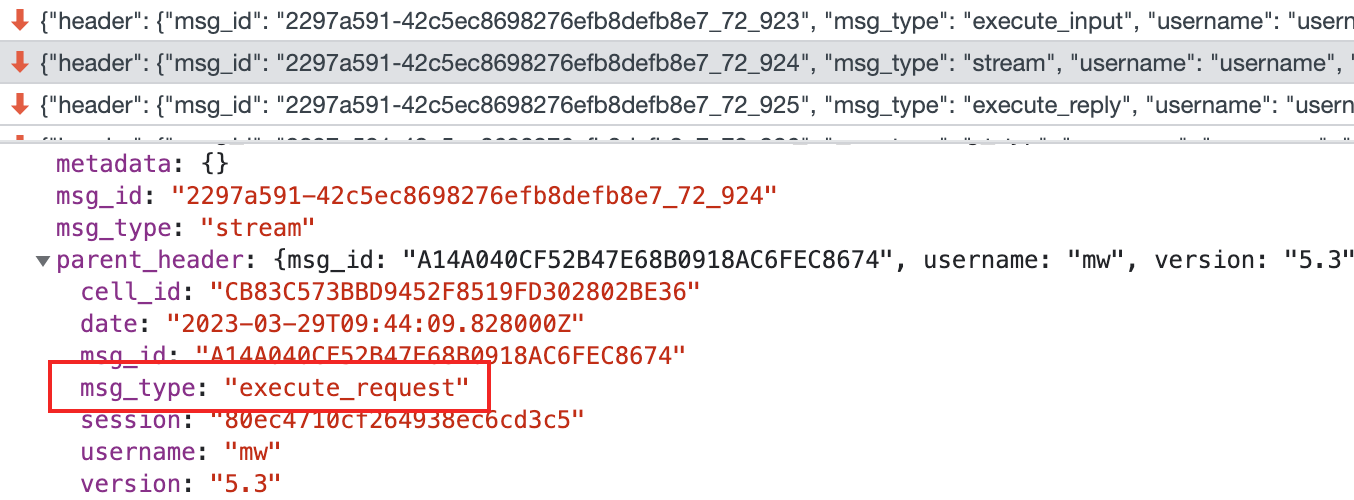 {"header": {"msg_id": "2297a591-42c5ec8698276efb8defb8e7_72_923", "msg_type": "execute_input", "username": "usern
{"header": {"msg_id": "2297a591-42c5ec8698276efb8defb8e7_72_924", "msg_type": "stream", "username": "username", "
{"header": {"msg_id": "2297a591-42c5ec8698276efb8defb8e7_72_925", "msg_type": "execute_reply", "username": "usern
metadata: {}
msg_id: "2297a591-42c5ec8698276efb8defb8e7_72_924"
msg_type: "stream"
parent_header: {msg_id: "A14A040CF52B47E68B0918AC6FEC8674", username: "mw", version: "5.3"
cell_id: "CB83C573BBD9452F8519FD302802BE36"
date: "2023-03-29T09:44:09.828000Z"
msg_id: "A14A040CF52B47E68B0918AC6FEC8674"
msg_type: "execute_request"
session: "80ec4710cf264938ec6cd3c5"
username: "mw"
version: "5.3"